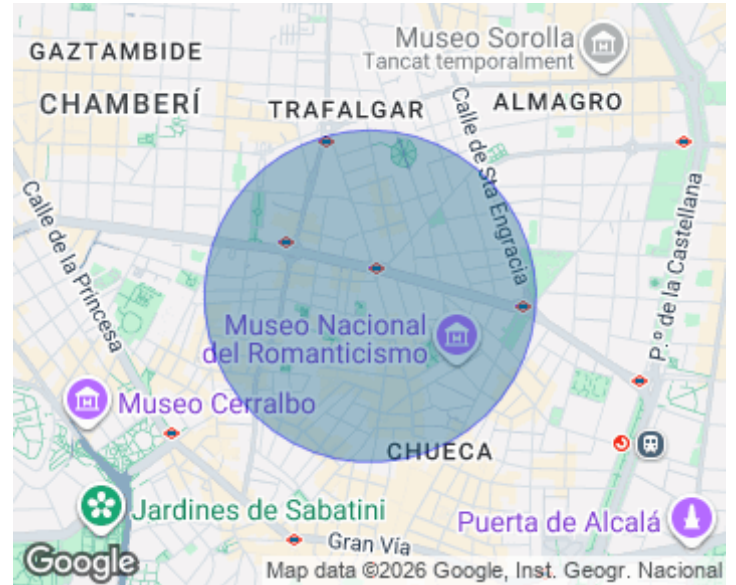 Museo Sorolla
Tancat temporalment
GAZTAMBIDE
CHAMBERÍ
TRAFALGAR
ALMAGRO
Calle de Sta Engracia
Calle de la Princesa
P.º de la Castellana
Museo Nacional
del Romanticismo
Museo Cerralbo
CHUECA
Jardines de Sabatini
Puerta de Alcalá
Gran Vía
Google
Map data ©2026 Google, Inst. Geogr. Nacional